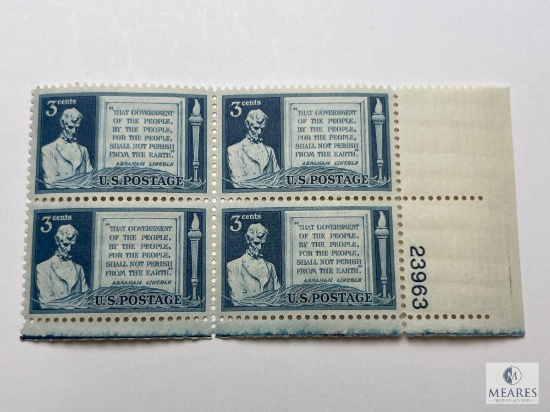 3 cents
"THAT GOVERNMENT
OF THE PEOPLE,
BY THE PEOPLE,
FOR THE PEOPLE,
SHALL NOT PERISH
FROM THE EARTH."
ABRAHAM LINCOLN
U.S. POSTAGE
3 cents
"THAT GOVERNMENT
OF THE PEOPLE,
BY THE PEOPLE,
FOR THE PEOPLE,
SHALL NOT PERISH
FROM THE EARTH."
ABRAHAM LINCOLN
U.S. POSTAGE
3 cents
"THAT GOVERNMENT
OF THE PEOPLE,
BY THE PEOPLE,
FOR THE PEOPLE,
SHALL NOT PERISH
FROM THE EARTH."
ABRAHAM LINCOLN
U.S. POSTAGE
3 cents
"THAT GOVERNMENT
OF THE PEOPLE,
BY THE PEOPLE,
FOR THE PEOPLE,
SHALL NOT PERISH
FROM THE EARTH."
ABRAHAM LINCOLN
U.S. POSTAGE
23963
M
MEARES